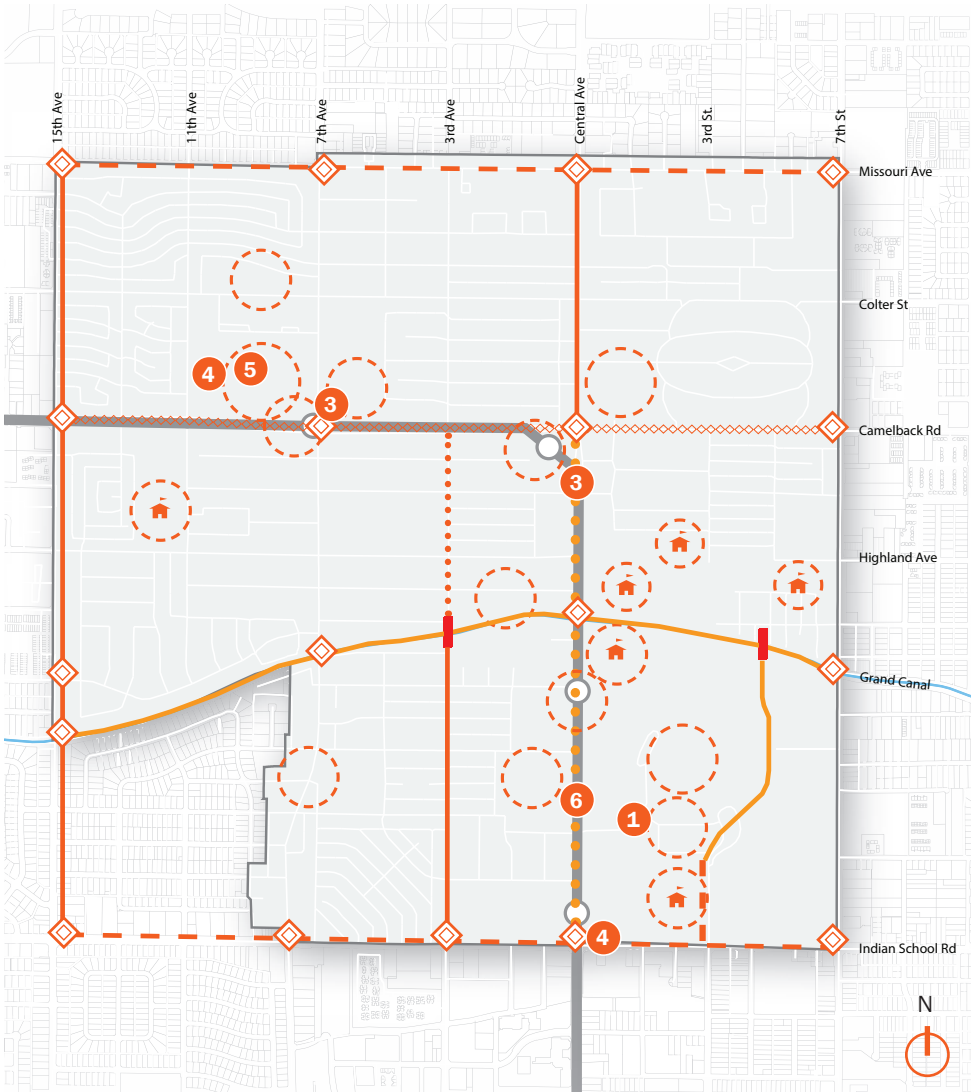 15th Ave
11th Ave
7th Ave
3rd Ave
Central Ave
3rd St.
7th St
Missouri Ave
Colter St
4
5
3
Camelback Rd
3
Highland Ave
Grand Canal
6
1
4
Indian School Rd
N